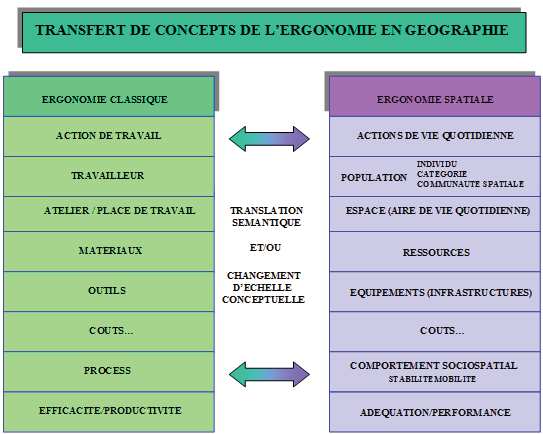 TRANSFERT DE CONCEPTS DE L'ERGONOMIE EN GEOGRAPHIE
ERGONOMIE CLASSIQUE
ERGONOMIE SPATIALE
ACTION DE TRAVAIL
ACTIONS DE VIE QUOTIDIENNE
TRAVAILLEUR
POPULATION
INDIVIDU
CATEGORIE
COMMUNAUTE SPATIALE
ATELIER / PLACE DE TRAVAIL
TRANSLATION
SEMANTIQUE
ET/OU
CHANGEMENT
D'ECHELLE
CONCEPTUELLE
ESPACE (AIRE DE VIE QUOTIDIENNE)
MATERIAUX
RESSOURCES
OUTILS
EQUIPEMENTS (INFRASTRUCTURES)
COUTS...
COUTS...
PROCESS
COMPORTEMENT SOCIOSPATIAL
STABILITE MOBILITE
EFFICACITE/PRODUCTIVITE
ADEQUATION/PERFORMANCE